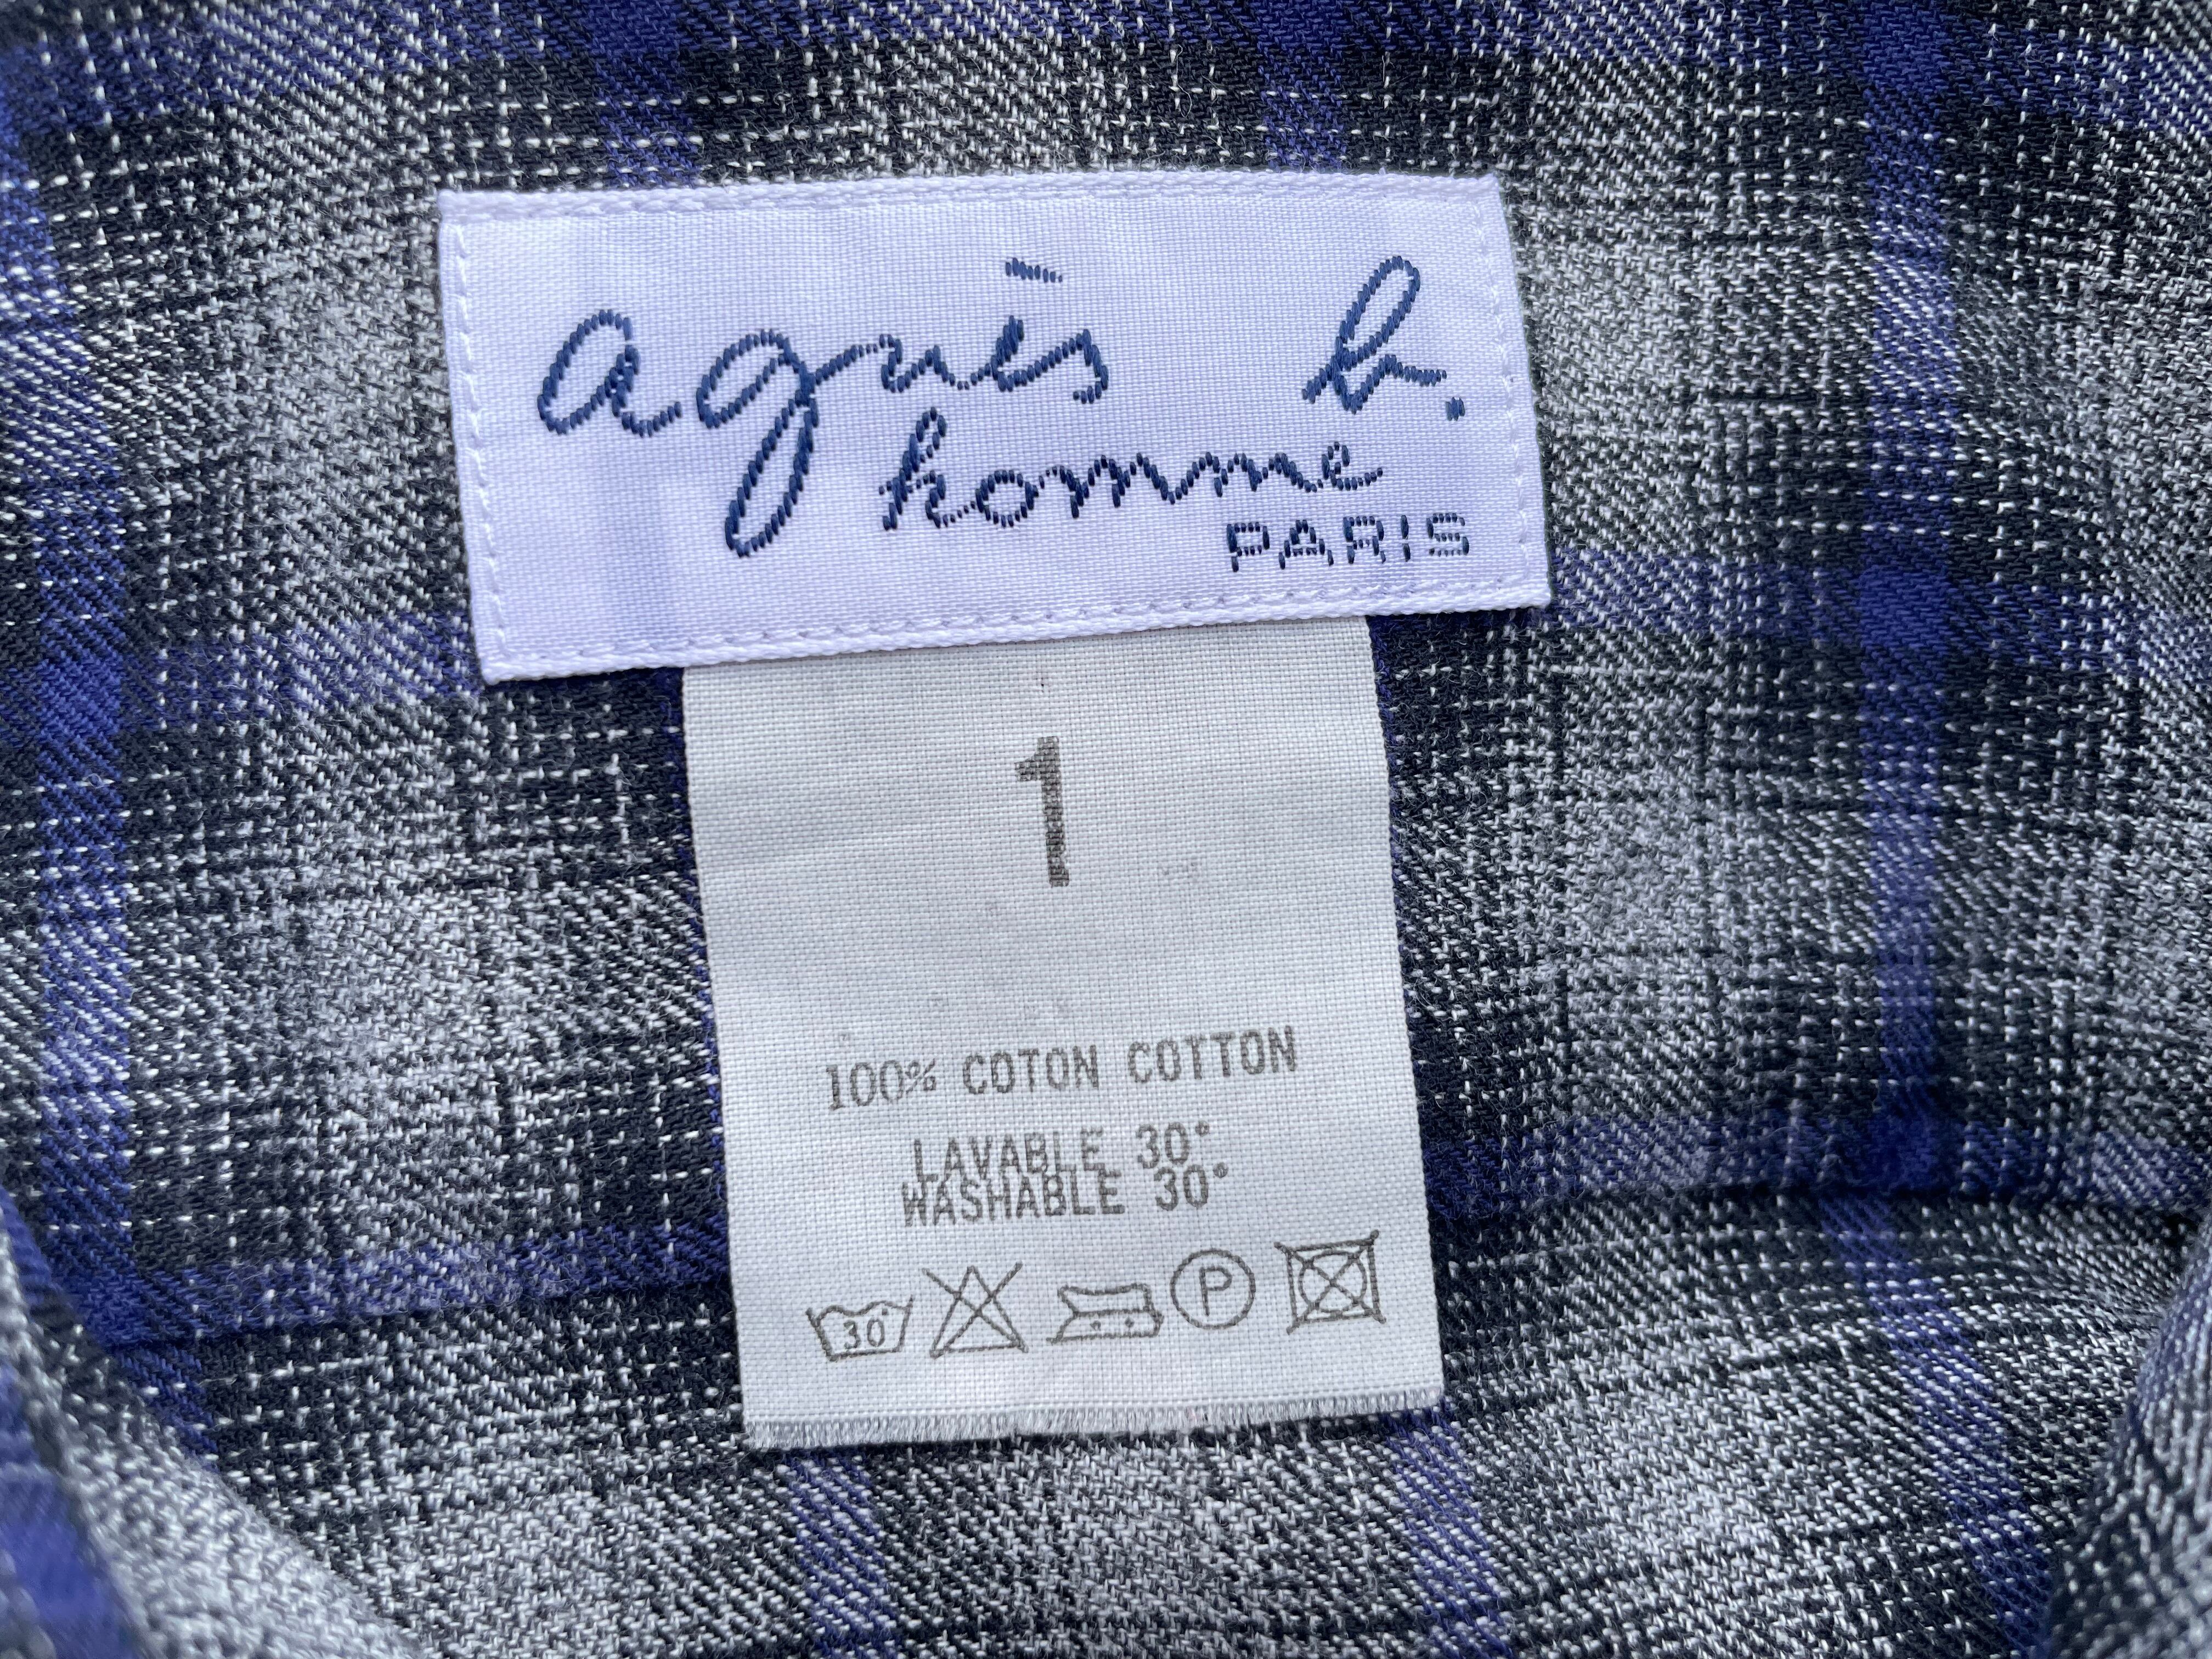 agnès b.
homme
PARIS
1
100% COTON COTTON
LAVABLE 30°
WASHABLE 30°
30 P